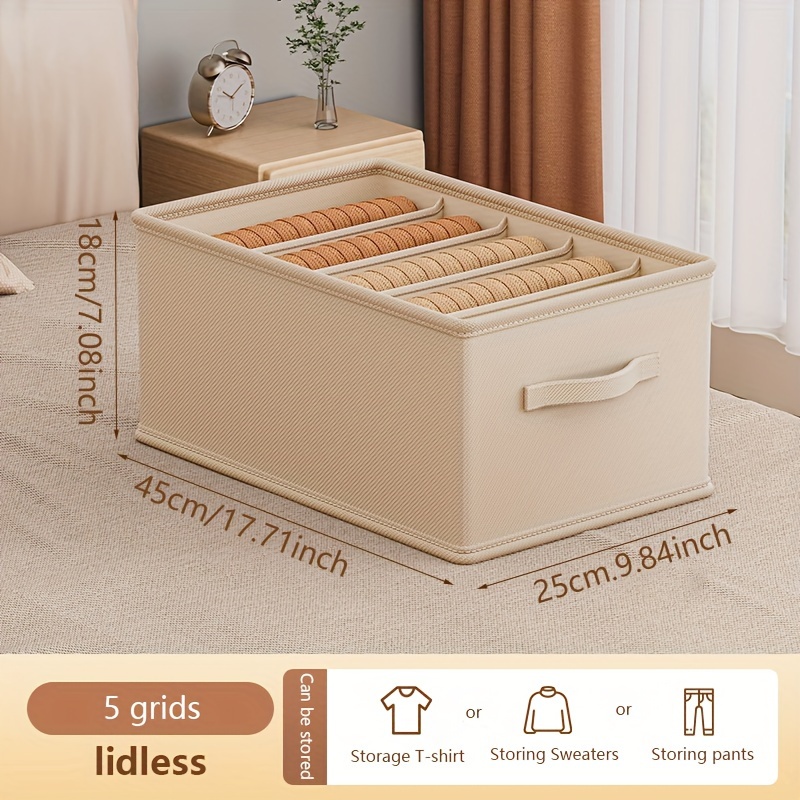 18cm/7.08inch
45cm/17.71inch
25cm.9.84inch
5 grids
lidless
Can be stored
Storage T-shirt
or
Storing Sweaters
or
Storing pants